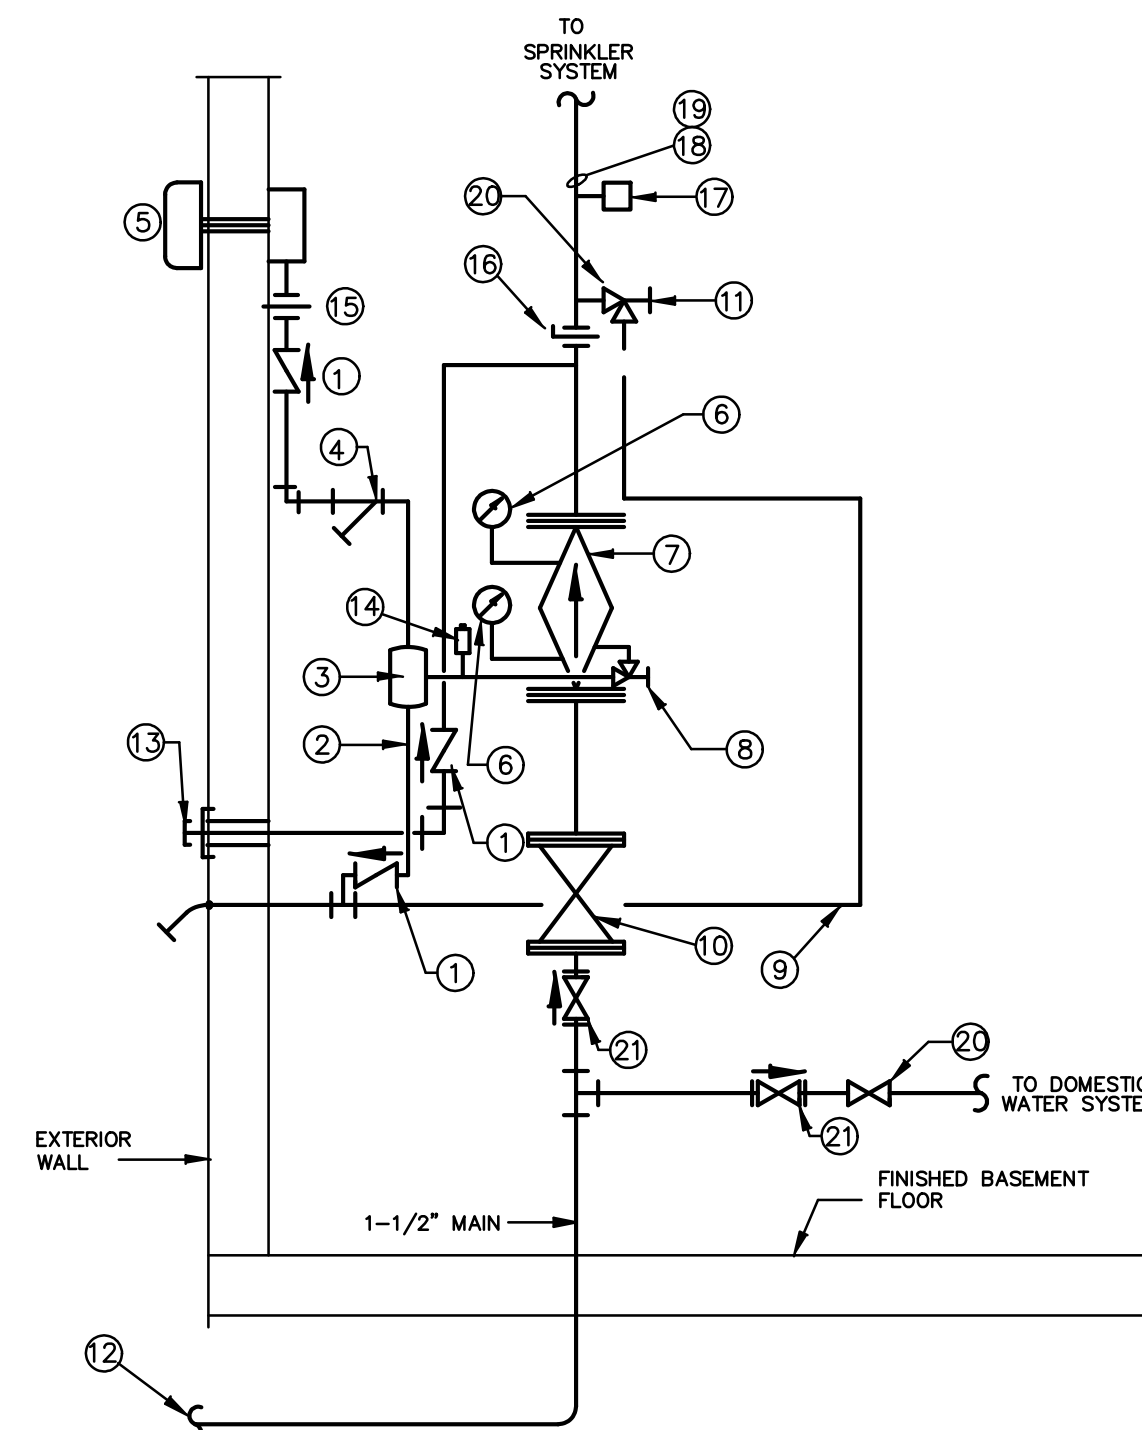 TO
SPRINKLER
SYSTEM
19
18
20
17
5
16
15
11
1
6
4
7
14
3
13
2
6
8
1
10
1
9
21
20
TO DOMESTIC
WATER SYSTE
21
EXTERIOR
WALL
FINISHED BASEMENT
FLOOR
1-1/2" MAIN
12